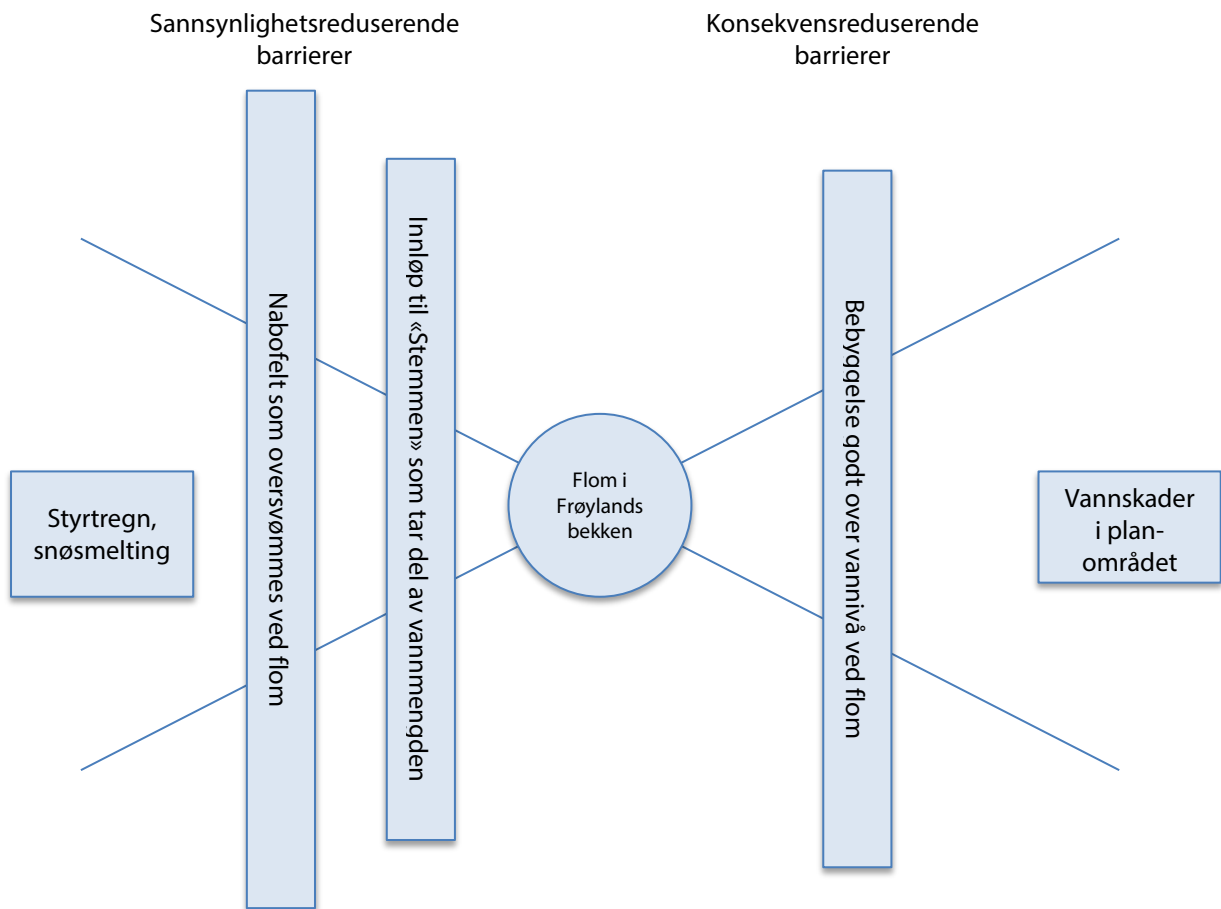 Sannsynlighetsreduserende
barrierer
Konsekvensreduserende
barrierer
Styrtregn,
snøsmelting
Nabofelt som oversvømmes ved flom
Innløp til «Stemmen» som tar del av vannmengden
Flom i
Frøylands
bekken
Bebyggelse godt over vannivå ved flom
Vannskader
i plan-
området